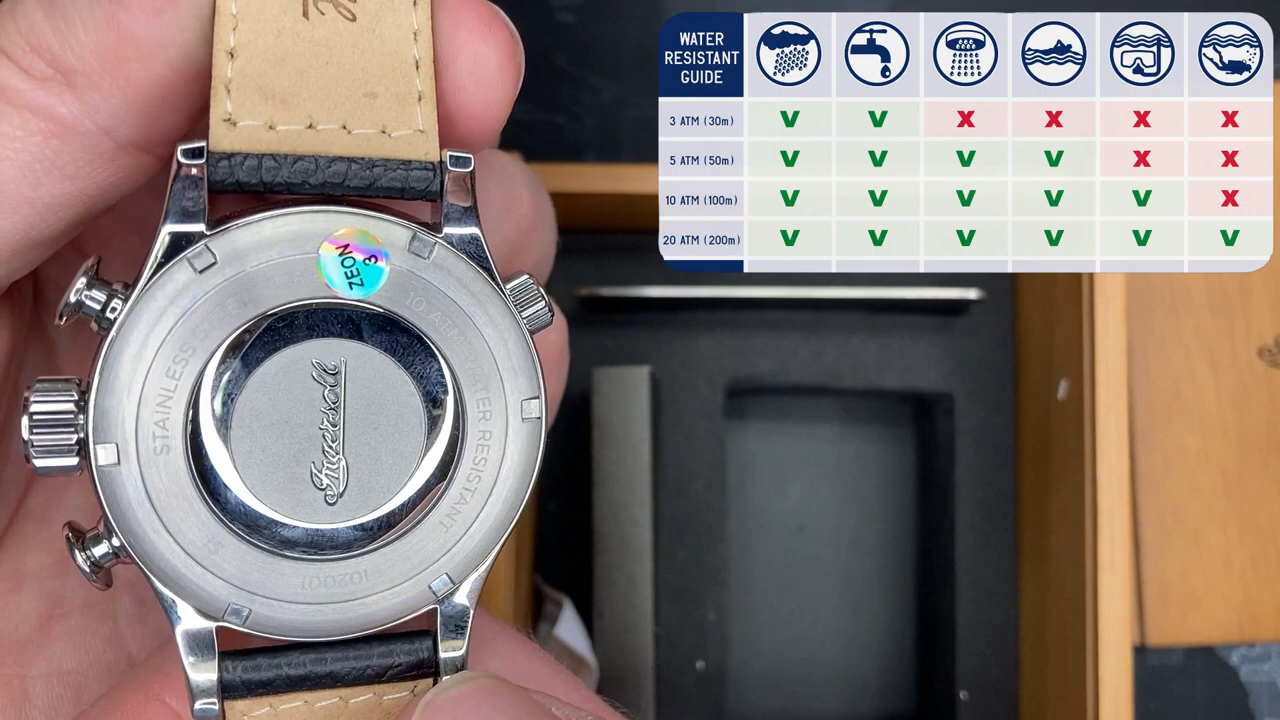 WATER
RESISTANT
GUIDE
3 ATM (30m)
V V X X X X
5 ATM (50m)
V V V V X X
10 ATM (100m)
V V V V V X
20 ATM (200m)
V V V V V V
ZEON
3
10 ATM WATER RESISTANT
STAINLESS
Ingersoll
I02001